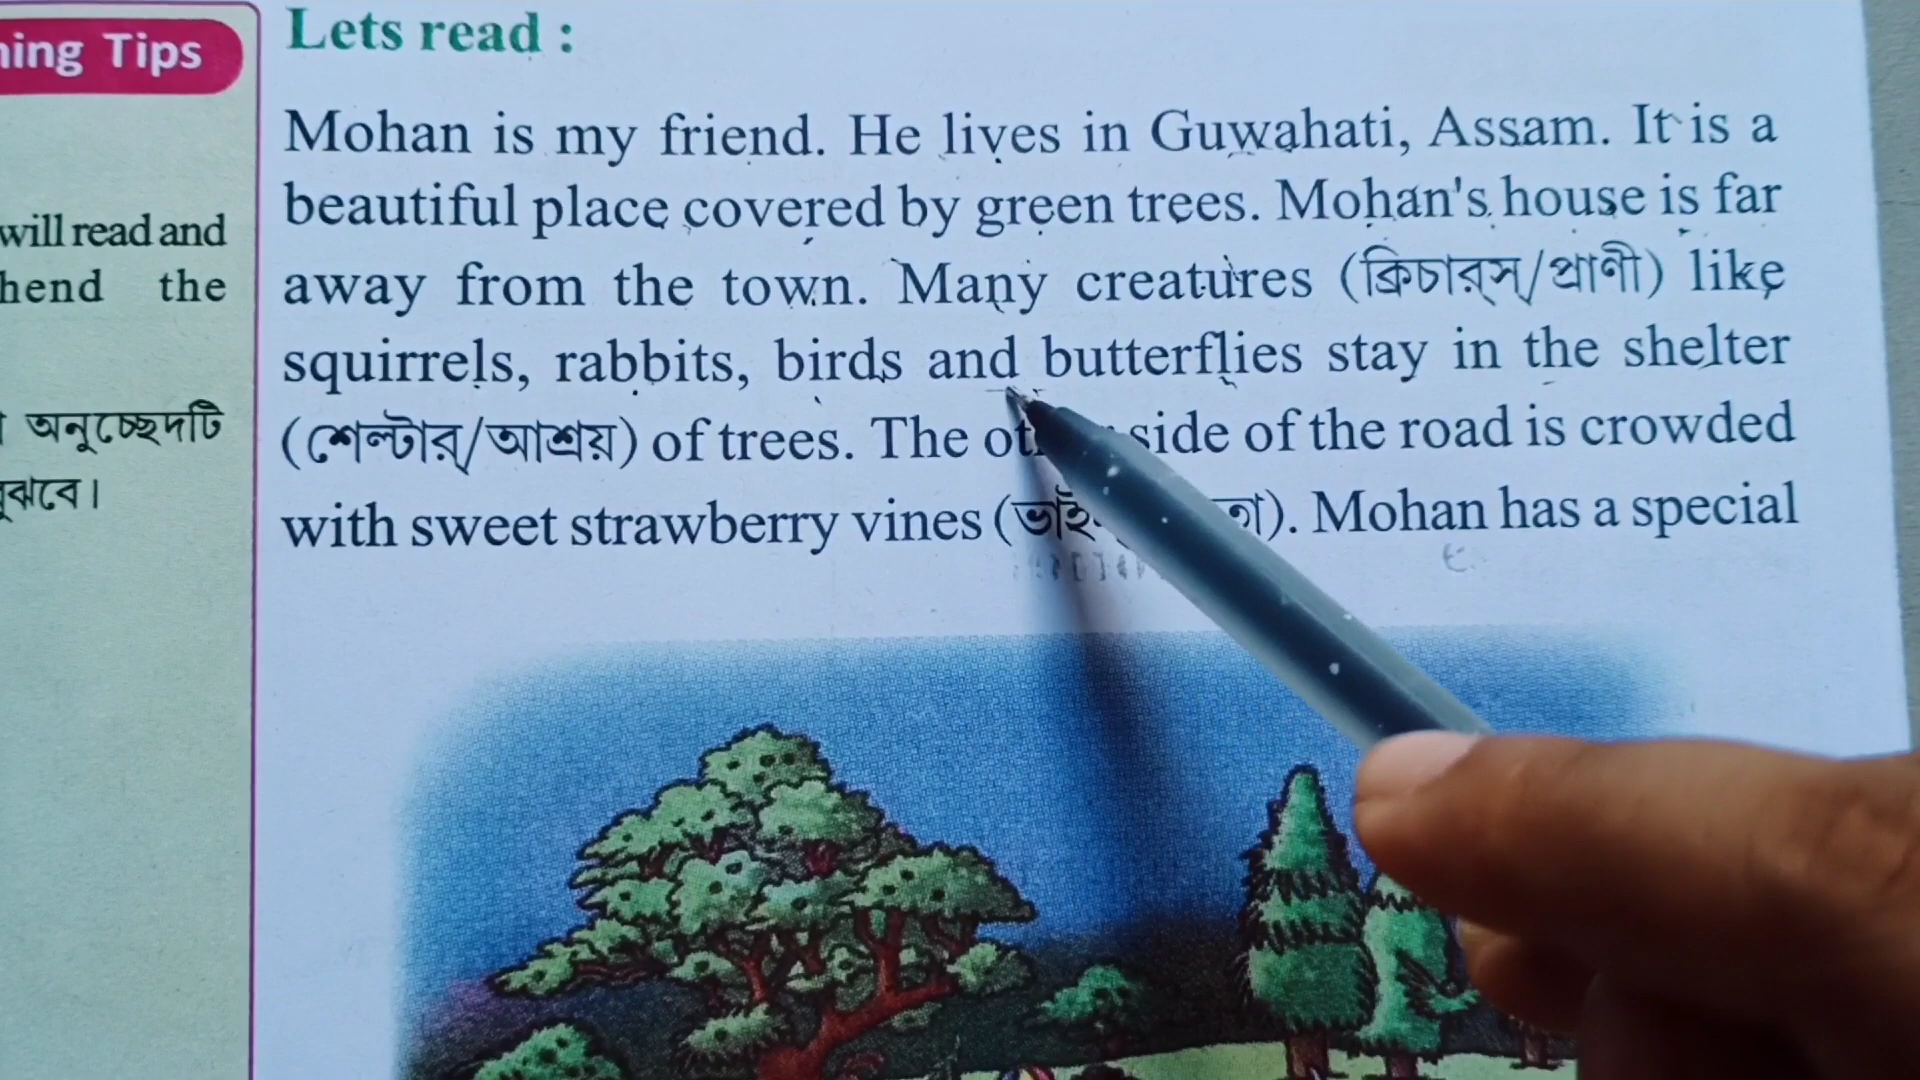 ning Tips
will read and
hend the
অনুচ্ছেদটি
বুঝবে।
Lets read :
Mohan is my friend. He lives in Guwahati, Assam. It is a
beautiful place covered by green trees. Mohan's house is far
away from the town. Many creatures (ক্রিচার্‌স্/প্রাণী) like
squirrels, rabbits, birds and butterflies stay in the shelter
(শেল্টার্/আশ্রয়) of trees. The side of the road is crowded
with sweet strawberry vines ( ). Mohan has a special